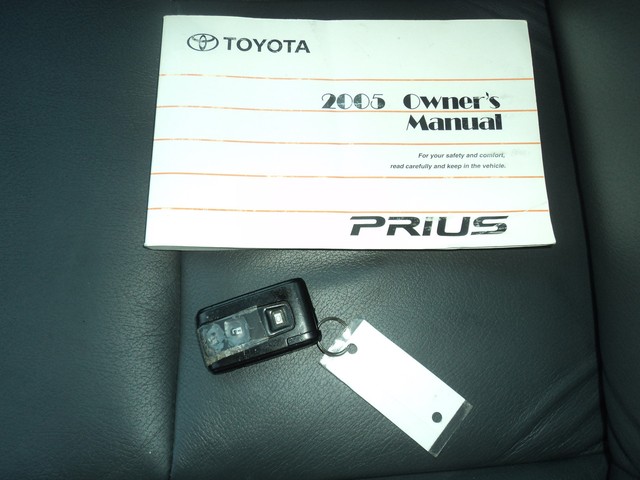 TOYOTA
2005 Owner's
Manual
For your safety and comfort,
read carefully and keep in the vehicle.
PRIUS